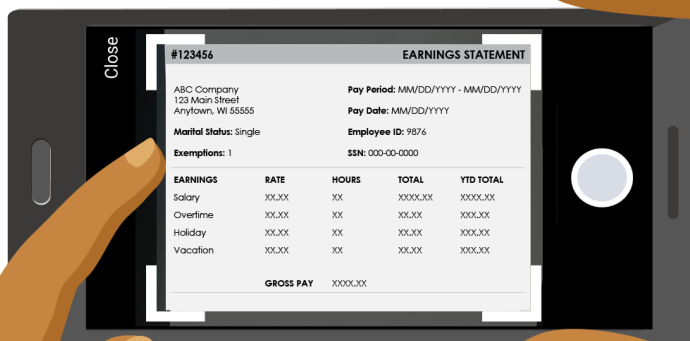 Close
#123456 EARNINGS STATEMENT
ABC Company Pay Period: MM/DD/YYYY - MM/DD/YYYY
123 Main Street
Anytown, WI 55555 Pay Date: MM/DD/YYYY
Marital Status: Single Employee ID: 9876
Exemptions: 1 SSN: 000-00-0000
EARNINGS RATE HOURS TOTAL YTD TOTAL
Salary XX.XX XX XXXX.XX XXXX.XX
Overtime XX.XX XX XX.XX XXX.XX
Holiday XX.XX XX XX.XX XXX.XX
Vacation XX.XX XX XX.XX XXX.XX
GROSS PAY XXXX.XX